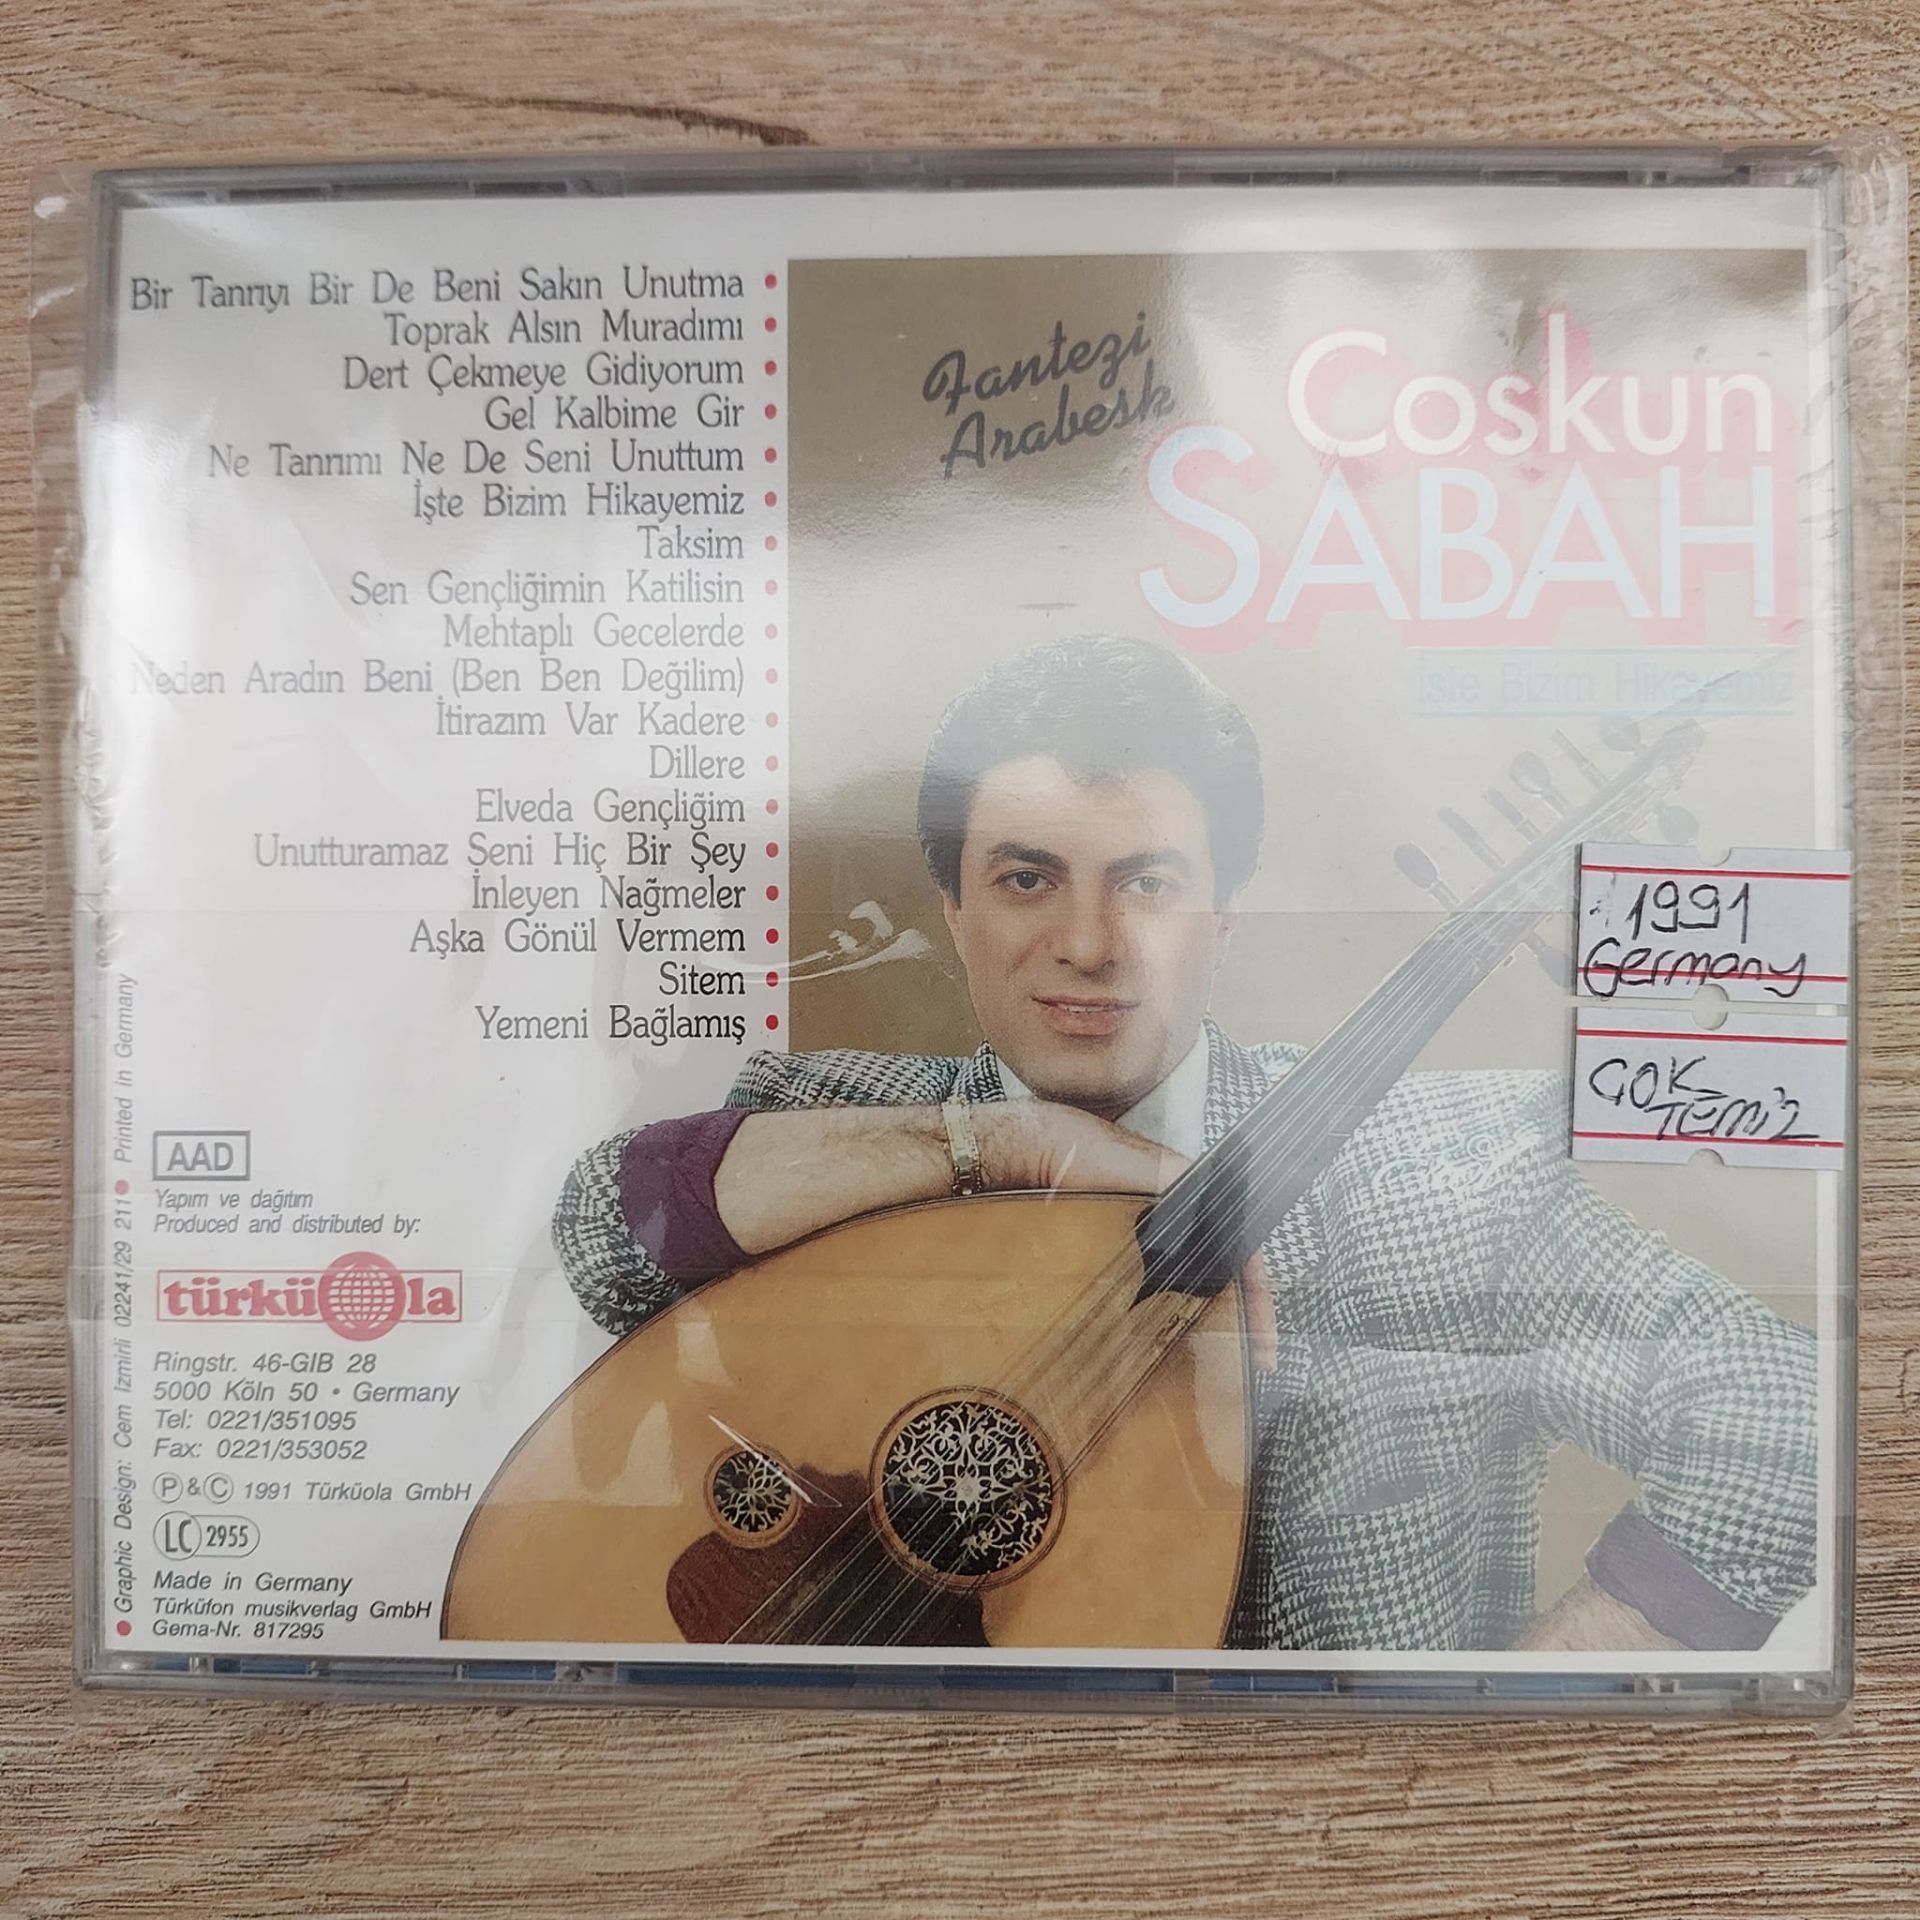 Bir Tanrıyı Bir De Beni Sakın Unutma
Toprak Alsın Muradımı
Dert Çekmeye Gidiyorum
Gel Kalbime Gir
Ne Tanrımı Ne De Seni Unuttum
İşte Bizim Hikayemiz
Taksim
Sen Gençliğimin Katilisin
Mehtaplı Gecelerde
Neden Aradın Beni (Ben Ben Değilim)
İtirazım Var Kadere
Dillere
Elveda Gençliğim
Unutturamaz Seni Hiç Bir Şey
İnleyen Nağmeler
Aşka Gönül Vermem
Sitem
Yemeni Bağlamış
Fantezi
Arabesk
Coşkun
SABAH
İşte Bizim Hikayemiz
1991
Germany
ÇOK
TEMİZ
AAD
Yapım ve dağıtım
Produced and distributed by:
türküola
Ringstr. 46-GIB 28
5000 Köln 50 • Germany
Tel: 0221/351095
Fax: 0221/353052
Ⓟ&Ⓒ 1991 Türküola GmbH
LC 2955
Made in Germany
Türküfon musikverlag GmbH
Gema-Nr. 817295
• Graphic Design: Cem Izmirli 02241/29 211 • Printed in Germany